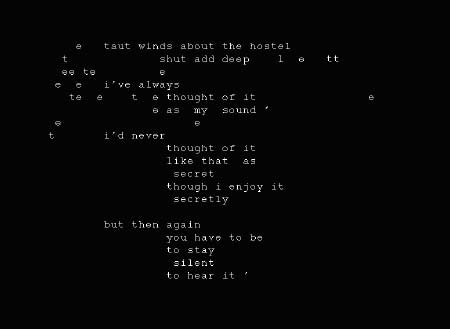 e taut winds about the hostel
t shut add deep l e tt
ee te e
e e i've always
te e t e thought of it e
e as my sound '
e e
t i'd never
thought of it
like that as
secret
though i enjoy it
secretly
but then again
you have to be
to stay
silent
to hear it '